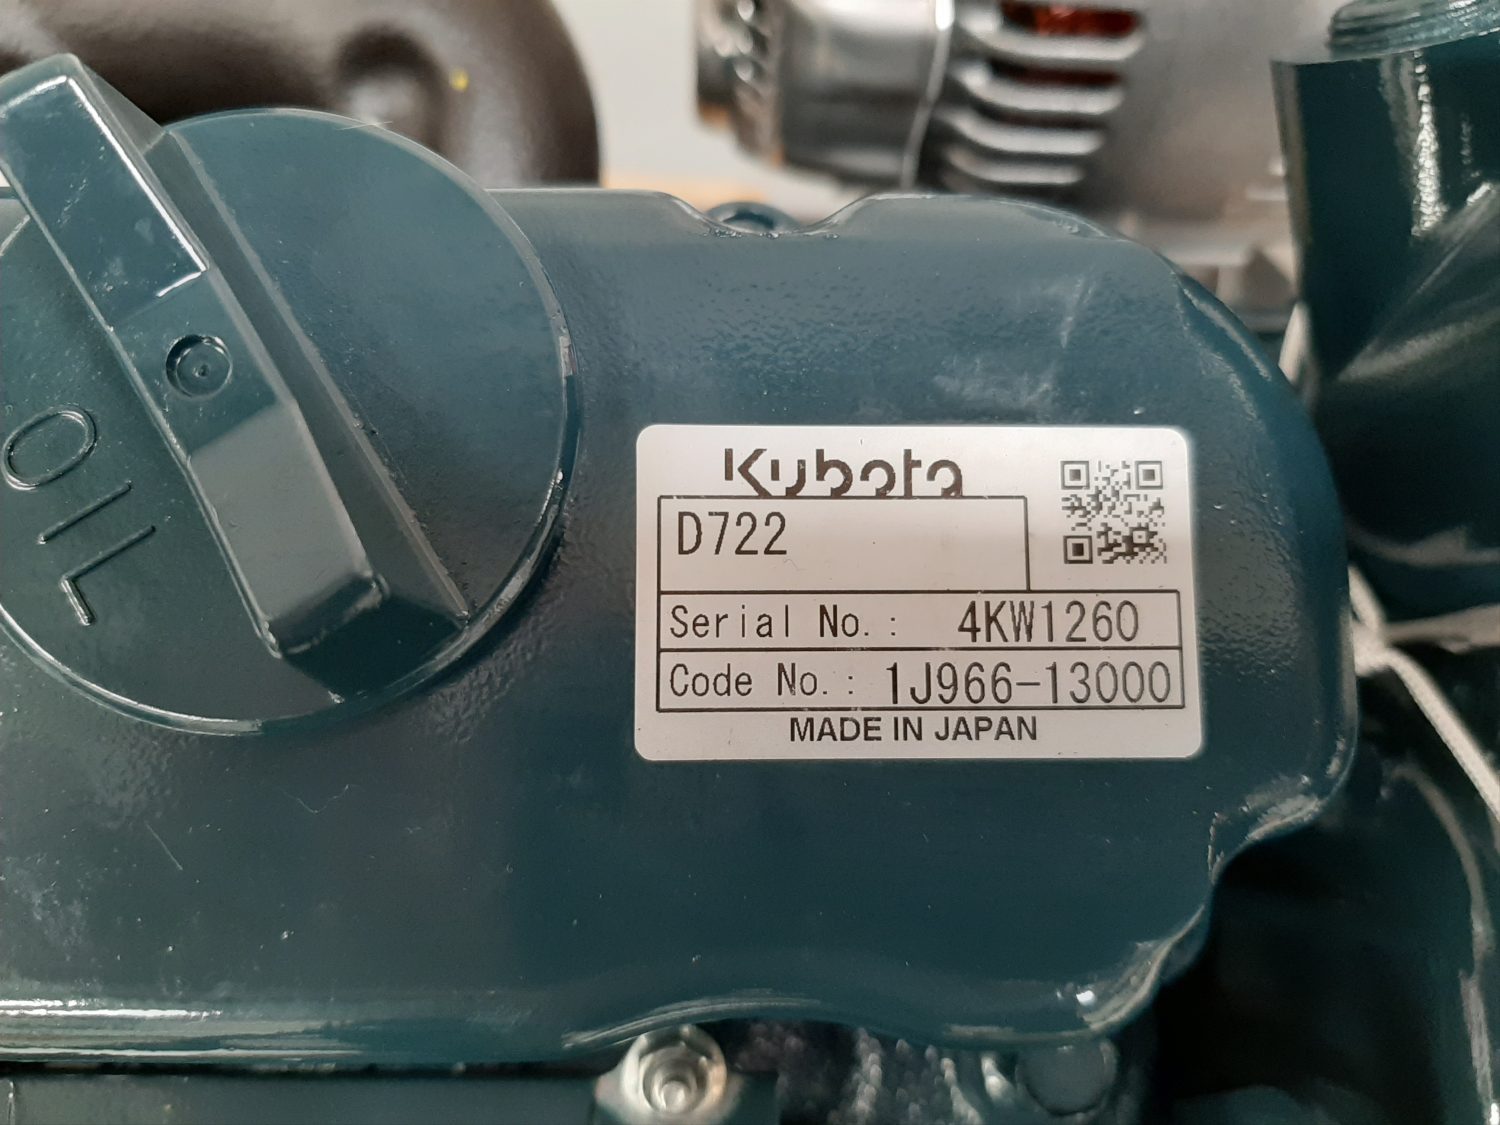 OIL
Kubota
D722
Serial No.: 4KW1260
Code No.: 1J966-13000
MADE IN JAPAN